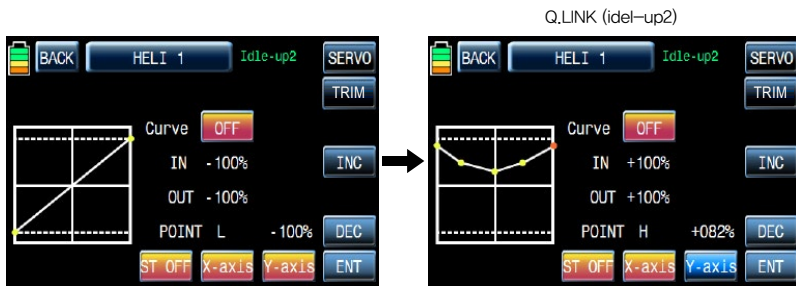 Q.LINK (idel-up2)
BACK HELI 1 Idle-up2 SERVO
TRIM
Curve OFF
IN -100% INC
OUT -100%
POINT L -100% DEC
ST OFF X-axis Y-axis ENT
BACK HELI 1 Idle-up2 SERVO
TRIM
Curve OFF
IN +100% INC
OUT +100%
POINT H +082% DEC
ST OFF X-axis Y-axis ENT